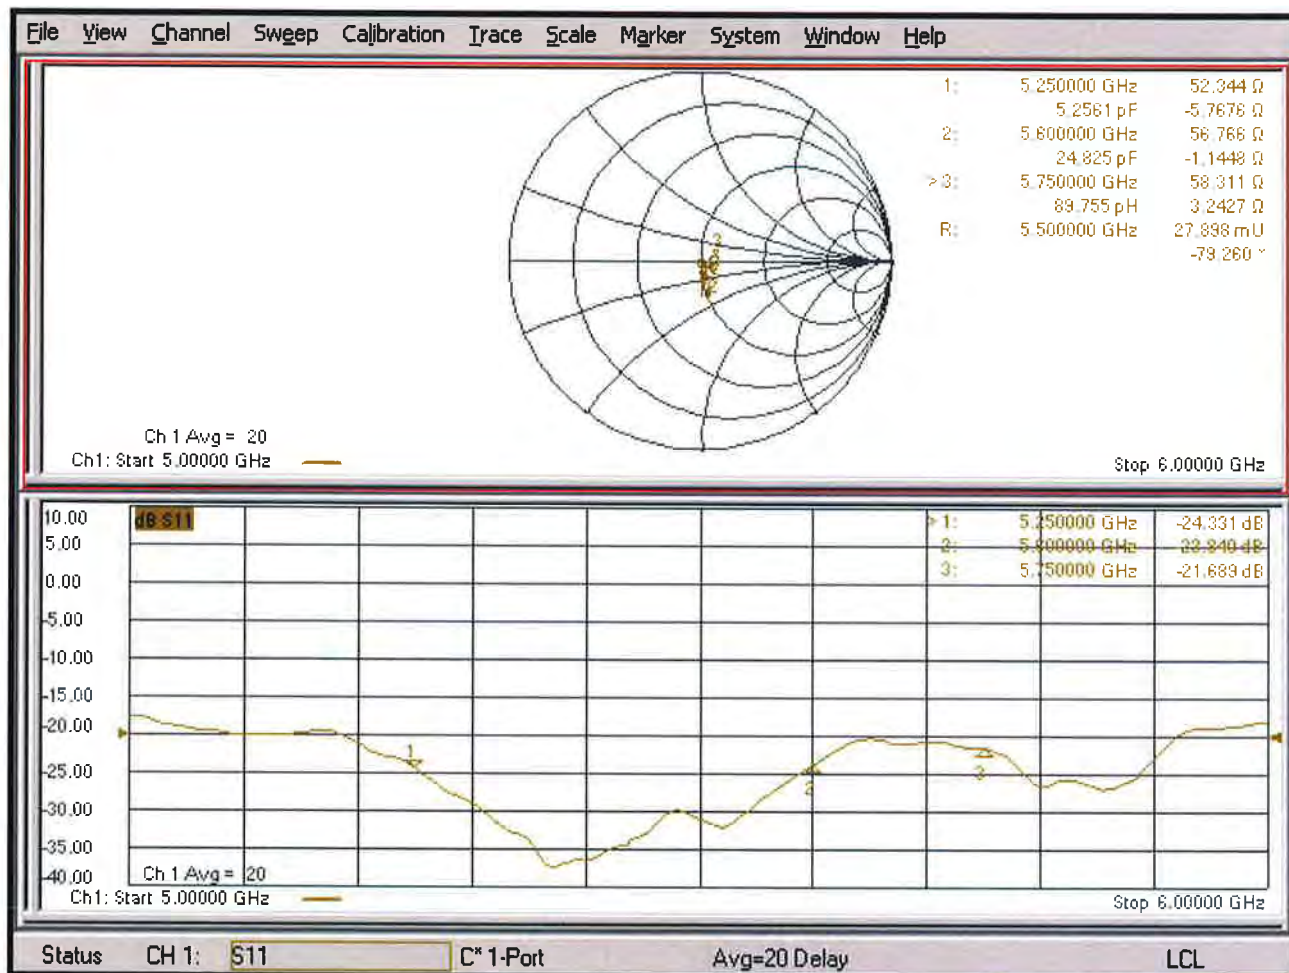 File View Channel Sweep Calibration Trace Scale Marker System Window Help
1: 5.250000 GHz 52.344 Ω
5.2561 pF -5.7676 Ω
2: 5.600000 GHz 56.766 Ω
24.825 pF -1.1448 Ω
>3: 5.750000 GHz 58.311 Ω
89.755 pH 3.2427 Ω
R: 5.500000 GHz 27.898 mU
-79.260 °
3
Ch 1 Avg = 20
Ch1: Start 5.00000 GHz
Stop 6.00000 GHz
dB S11
>1: 5.250000 GHz -24.331 dB
2: 5.600000 GHz -23.840 dB
3: 5.750000 GHz -21.689 dB
10.00
5.00
0.00
-5.00
-10.00
-15.00
-20.00
-25.00
-30.00
-35.00
-40.00
1
2
3
Ch 1 Avg = 20
Ch1: Start 5.00000 GHz
Stop 6.00000 GHz
Status CH 1: S11 C* 1-Port Avg=20 Delay LCL